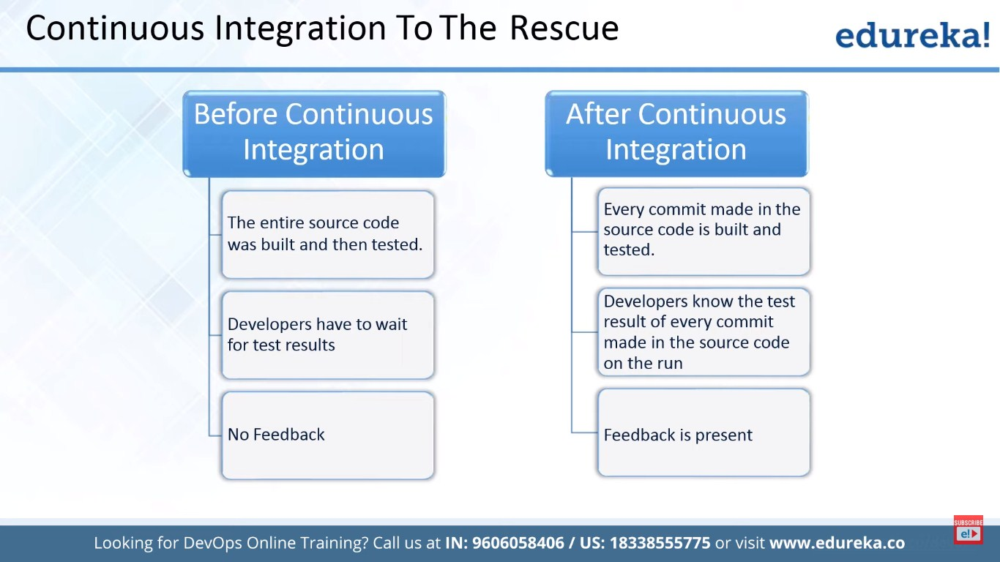 Continuous Integration To The Rescue
edureka!
Before Continuous
Integration
The entire source code
was built and then tested.
Developers have to wait
for test results
No Feedback
After Continuous
Integration
Every commit made in the
source code is built and
tested.
Developers know the test
result of every commit
made in the source code
on the run
Feedback is present
SUBSCRIBE
e!
Looking for DevOps Online Training? Call us at IN: 9606058406 / US: 18338555775 or visit www.edureka.co